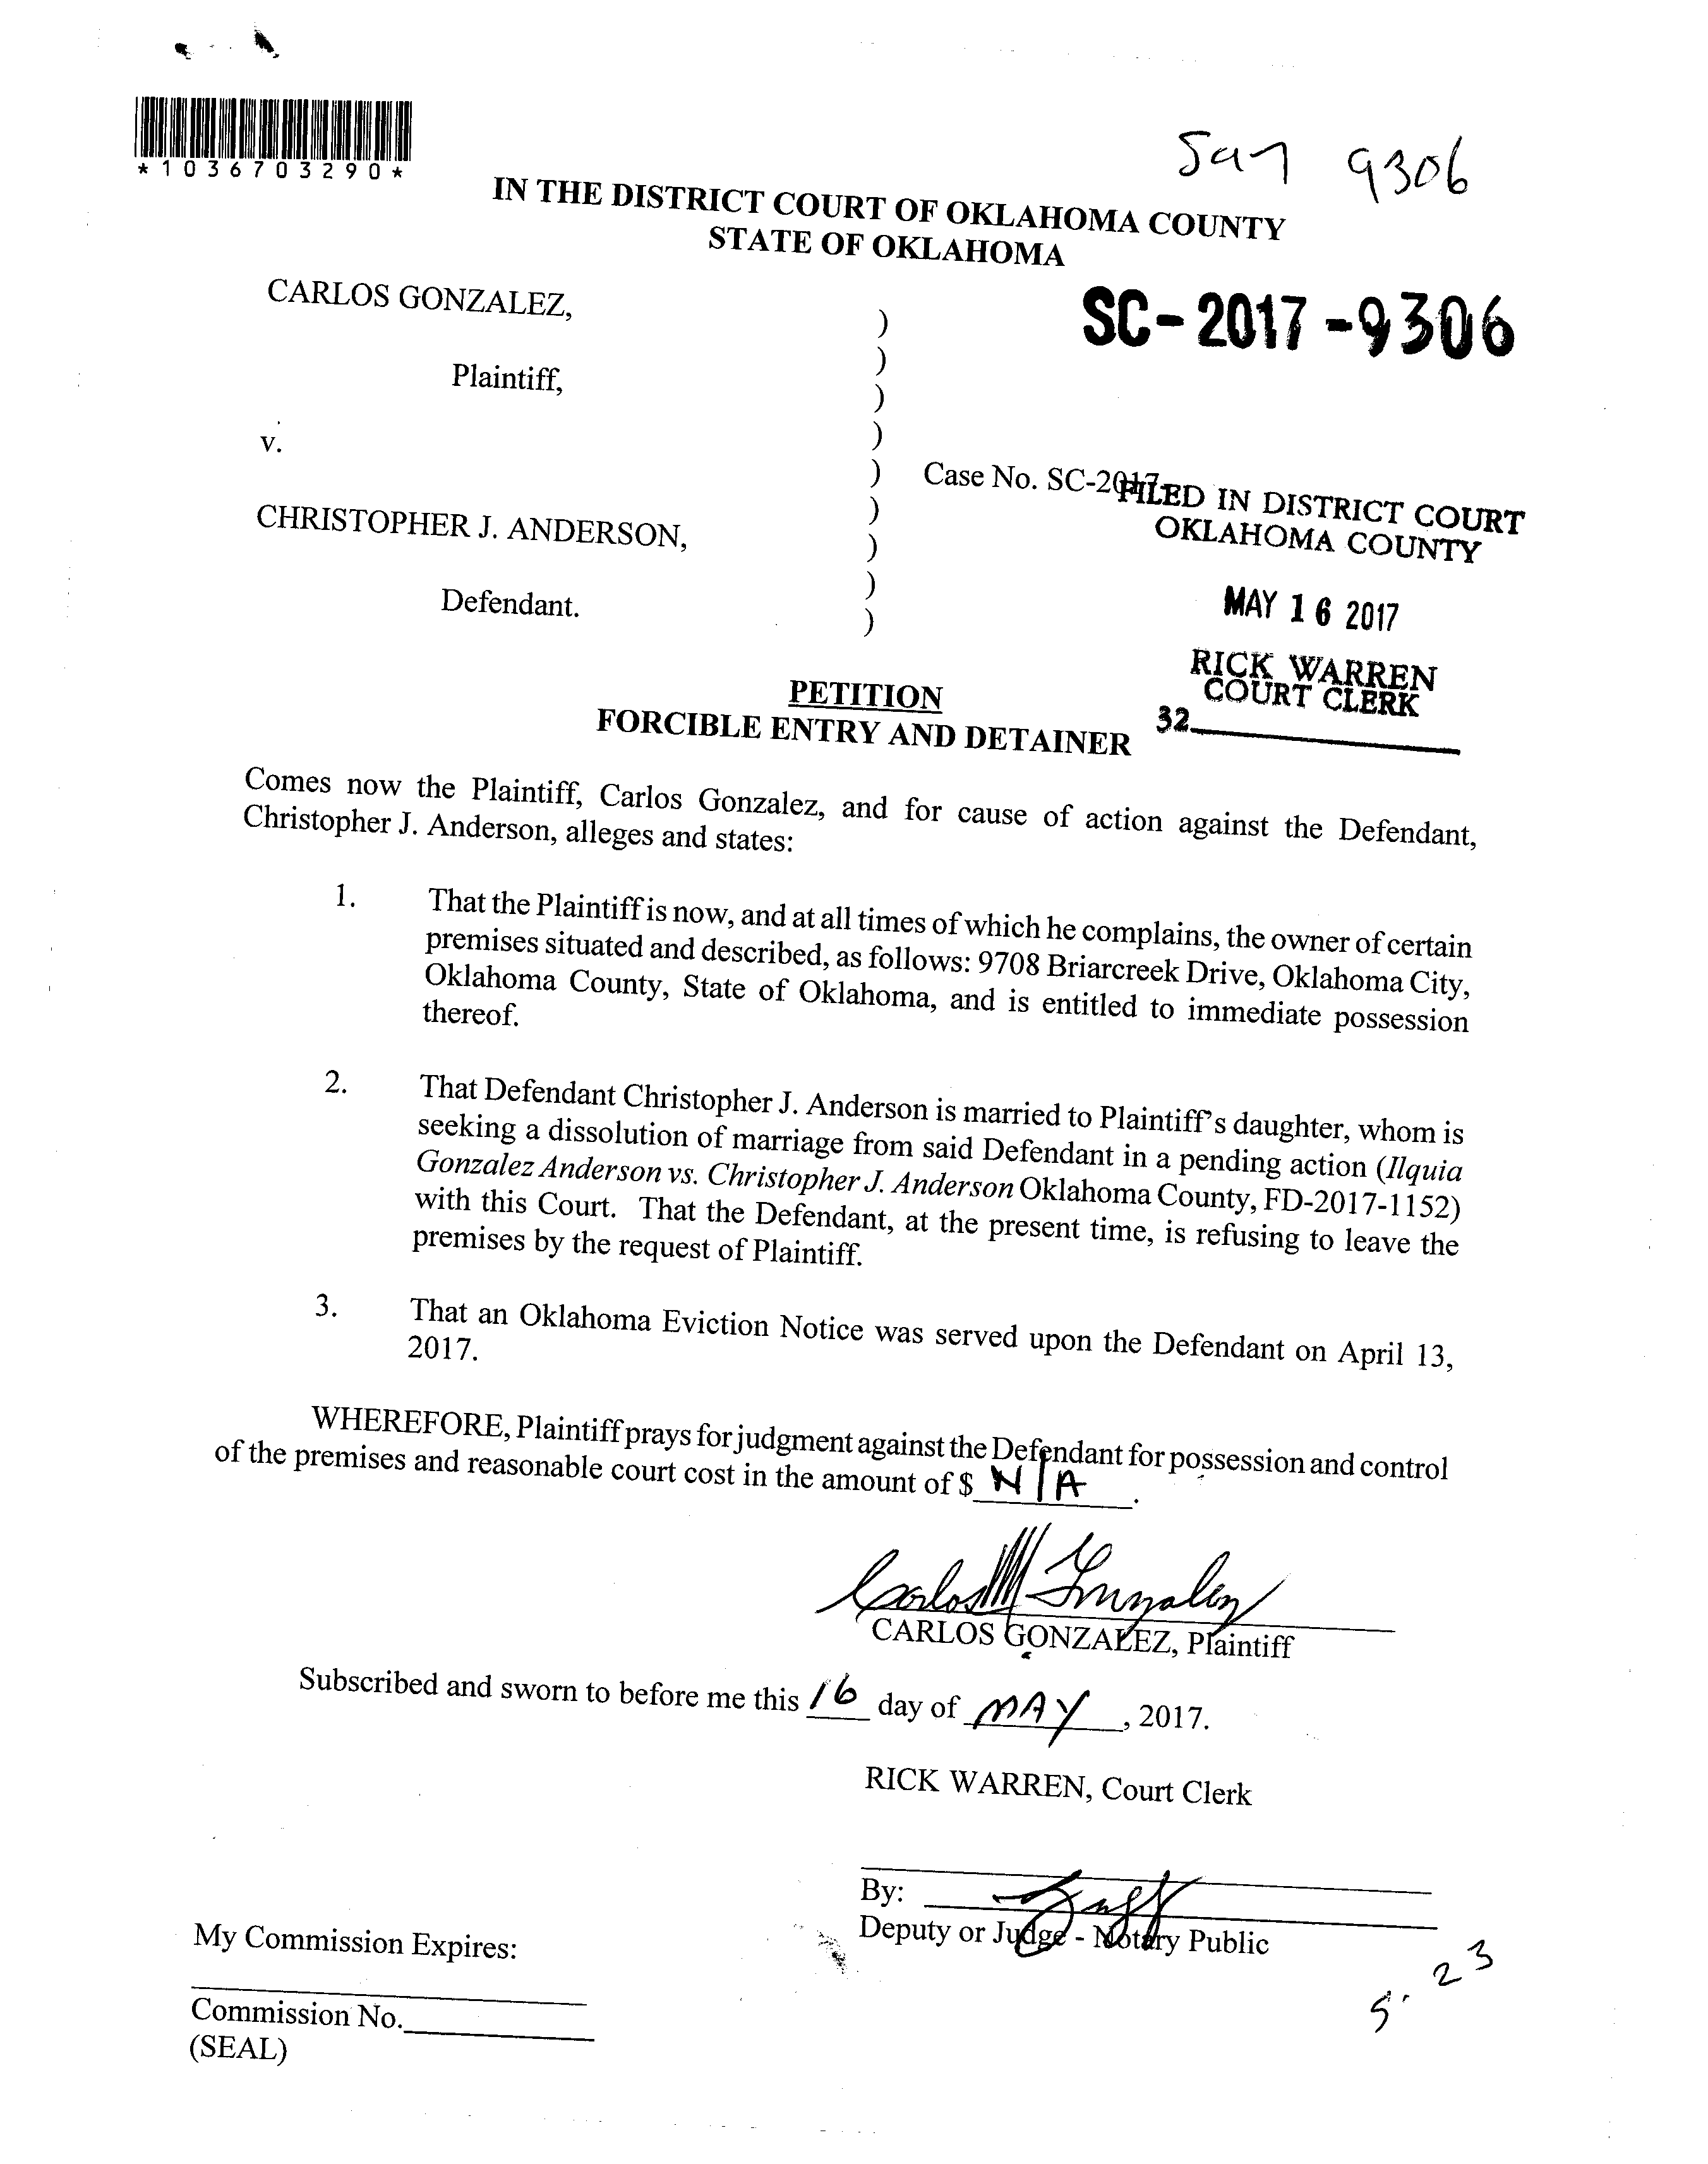 *1036703290*
9306
IN THE DISTRICT COURT OF OKLAHOMA COUNTY
STATE OF OKLAHOMA
CARLOS GONZALEZ,
)
SC-2017-9306
)
Plaintiff,
)
v.
)
)
Case No. SC-2017-
FILED IN DISTRICT COURT
OKLAHOMA COUNTY
)
CHRISTOPHER J. ANDERSON,
)
)
Defendant.
)
MAY 16 2017
RICK WARREN
COURT CLERK
32
PETITION
FORCIBLE ENTRY AND DETAINER
Comes now the Plaintiff, Carlos Gonzalez, and for cause of action against the Defendant,
Christopher J. Anderson, alleges and states:
1. That the Plaintiff is now, and at all times of which he complains, the owner of certain
premises situated and described, as follows: 9708 Briarcreek Drive, Oklahoma City,
Oklahoma County, State of Oklahoma, and is entitled to immediate possession
thereof.
2. That Defendant Christopher J. Anderson is married to Plaintiff's daughter, whom is
seeking a dissolution of marriage from said Defendant in a pending action (Ilquia
Gonzalez Anderson vs. Christopher J. Anderson Oklahoma County, FD-2017-1152)
with this Court. That the Defendant, at the present time, is refusing to leave the
premises by the request of Plaintiff.
3. That an Oklahoma Eviction Notice was served upon the Defendant on April 13,
2017.
WHEREFORE, Plaintiff prays for judgment against the Defendant for possession and control
of the premises and reasonable court cost in the amount of $ N/A.
Carlos Gonzalez
CARLOS GONZALEZ, Plaintiff
Subscribed and sworn to before me this 16 day of MAY, 2017.
RICK WARREN, Court Clerk
By:
Deputy or Judge - Notary Public
My Commission Expires:
Commission No.
(SEAL)
5. 23